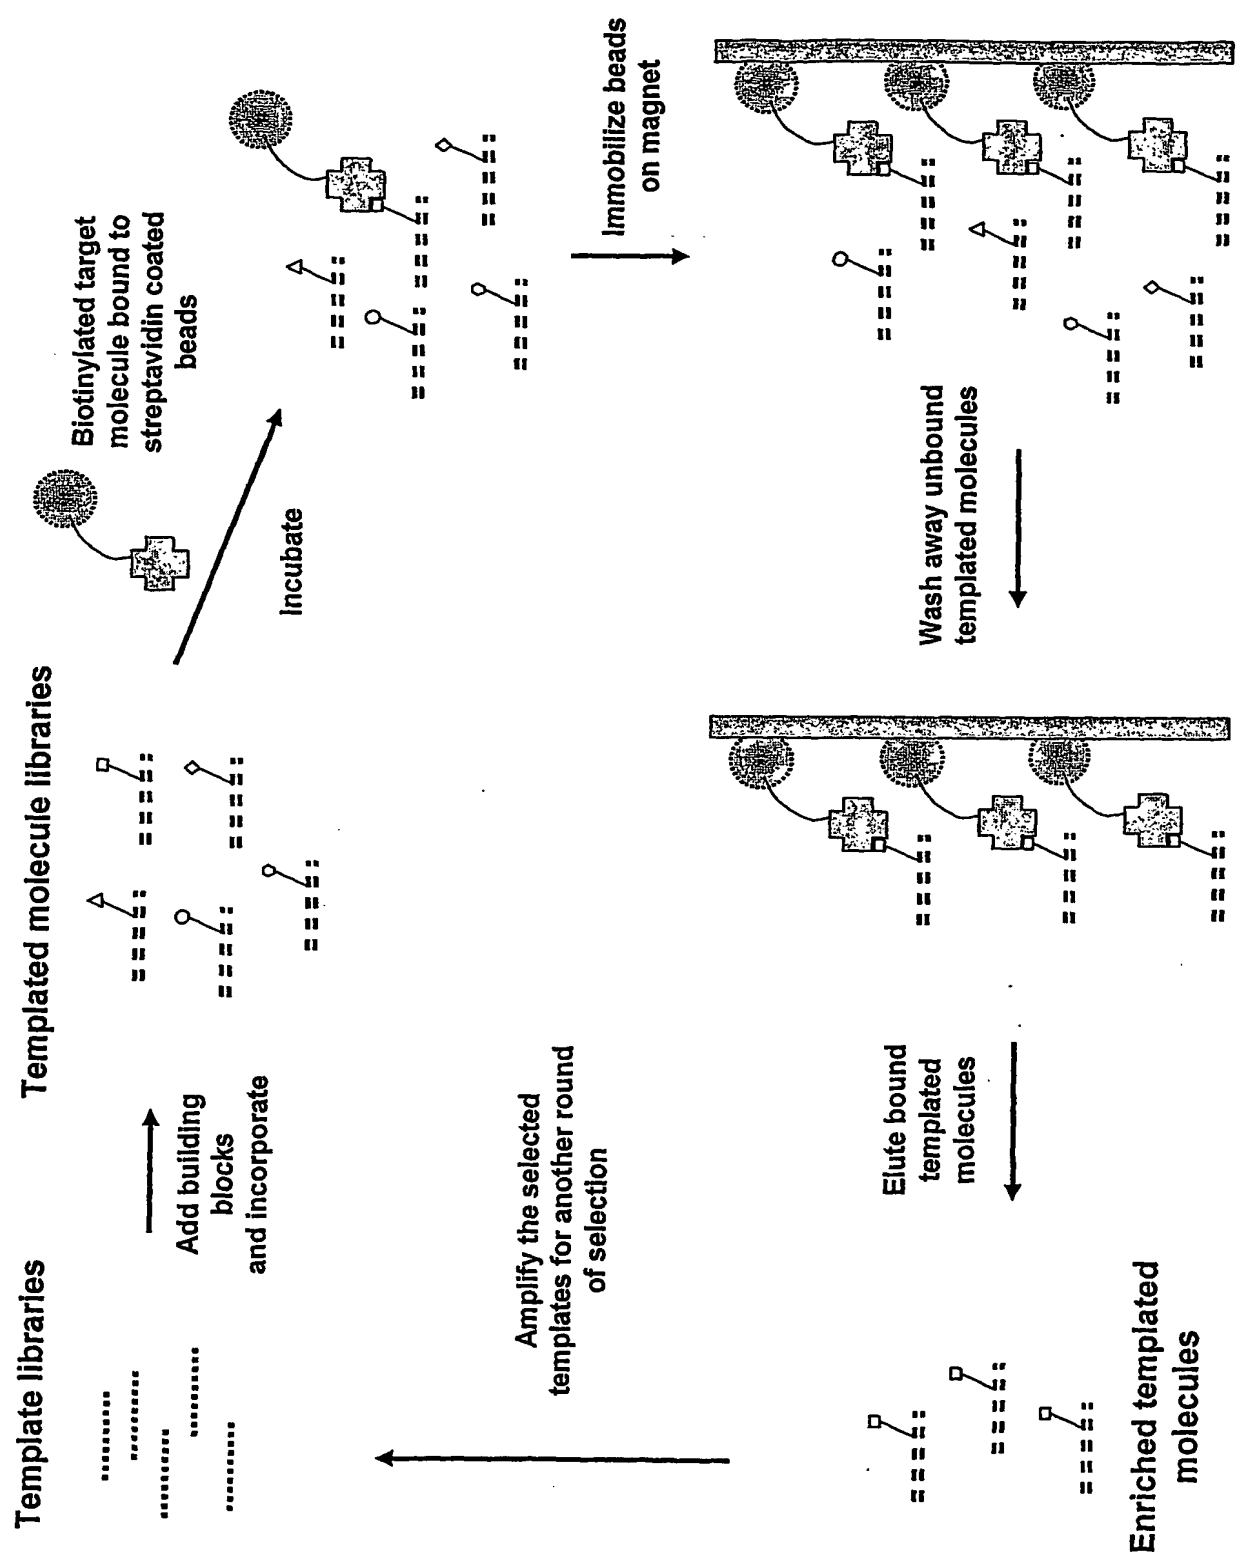 Template libraries
Add building
blocks
and incorporate
Templated molecule libraries
Incubate
Biotinylated target
molecule bound to
streptavidin coated
beads
Immobilize beads
on magnet
Wash away unbound
templated molecules
Elute bound
templated
molecules
Enriched templated
molecules
Amplify the selected
templates for another round
of selection